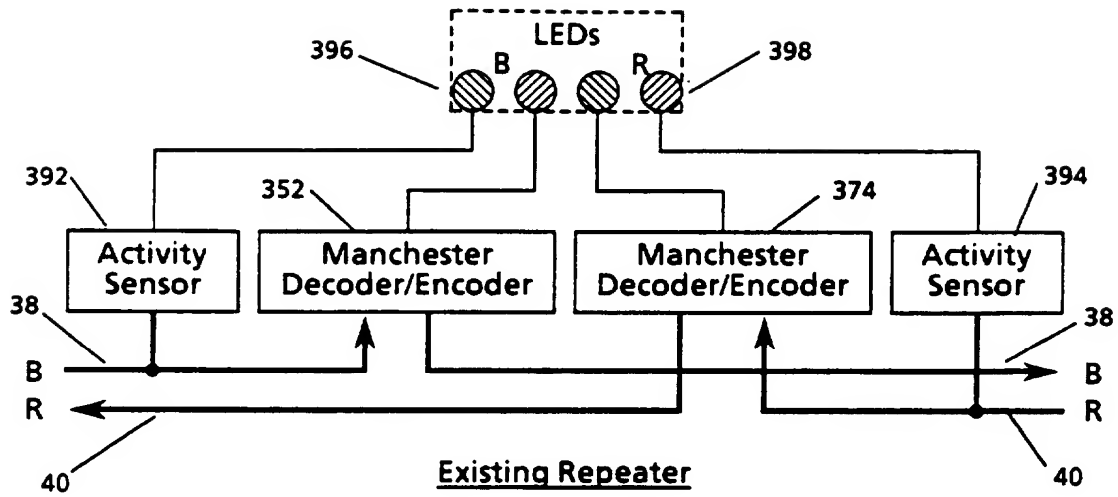 LEDs
396
B
R
398
392
352
374
394
Activity
Sensor
Manchester
Decoder/Encoder
Manchester
Decoder/Encoder
Activity
Sensor
38
38
B
B
R
R
40
40
Existing Repeater